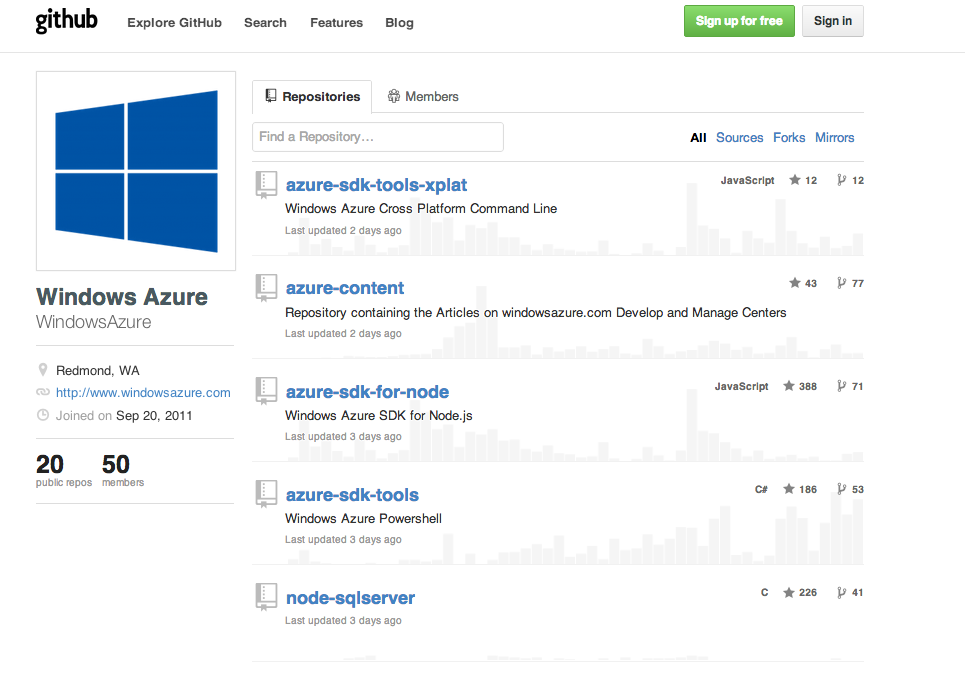 github Explore GitHub Search Features Blog Sign up for free Sign in
Repositories Members
Find a Repository...
All Sources Forks Mirrors
azure-sdk-tools-xplat JavaScript 12 12
Windows Azure Cross Platform Command Line
Last updated 2 days ago
azure-content 43 77
Repository containing the Articles on windowsazure.com Develop and Manage Centers
Last updated 2 days ago
azure-sdk-for-node JavaScript 388 71
Windows Azure SDK for Node.js
Last updated 3 days ago
azure-sdk-tools C# 186 53
Windows Azure Powershell
Last updated 3 days ago
node-sqlserver C 226 41
Last updated 3 days ago
Windows Azure
WindowsAzure
Redmond, WA
http://www.windowsazure.com
Joined on Sep 20, 2011
20 50
public repos members